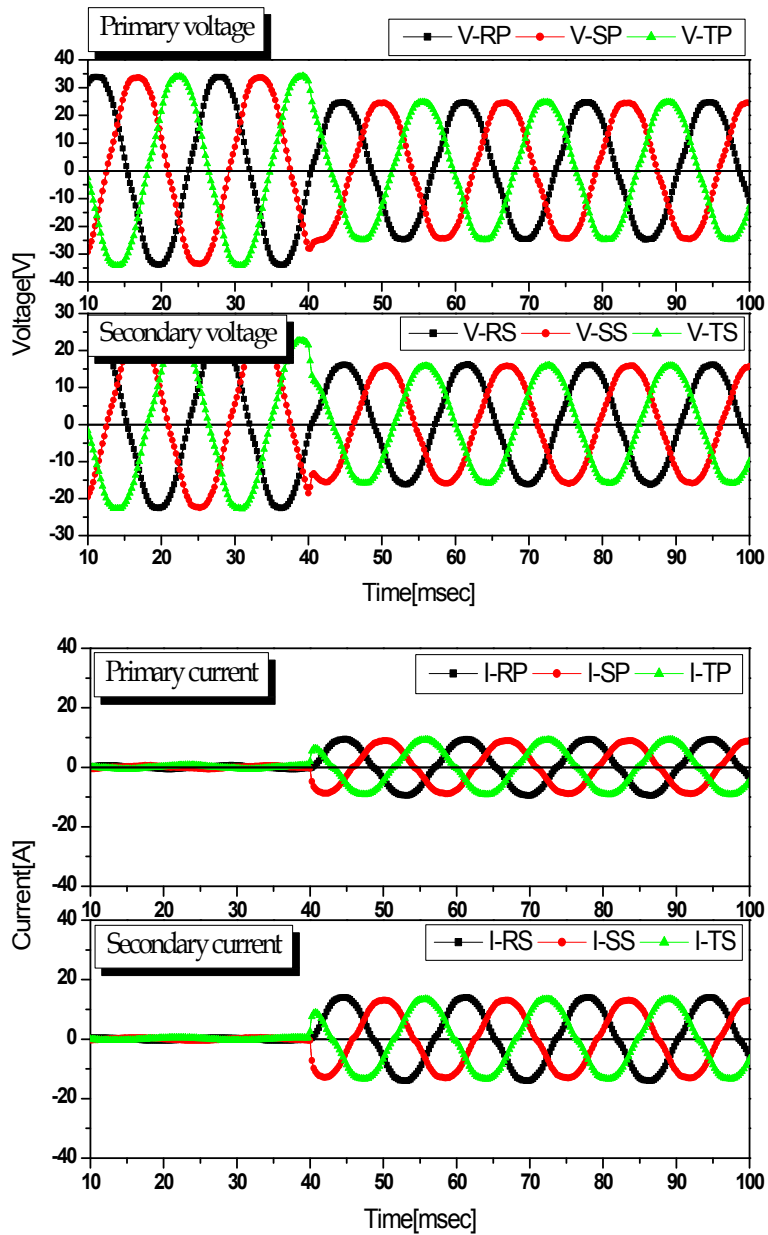 Primary voltage
V-RP V-SP V-TP
40
30
20
10
0
-10
-20
-30
-40
10 20 30 40 50 60 70 80 90 100
Voltage[V]
Secondary voltage
V-RS V-SS V-TS
30
20
10
0
-10
-20
-30
10 20 30 40 50 60 70 80 90 100
Time[msec]
Primary current
I-RP I-SP I-TP
40
20
0
-20
-40
10 20 30 40 50 60 70 80 90 100
Current[A]
Secondary current
I-RS I-SS I-TS
40
20
0
-20
-40
10 20 30 40 50 60 70 80 90 100
Time[msec]